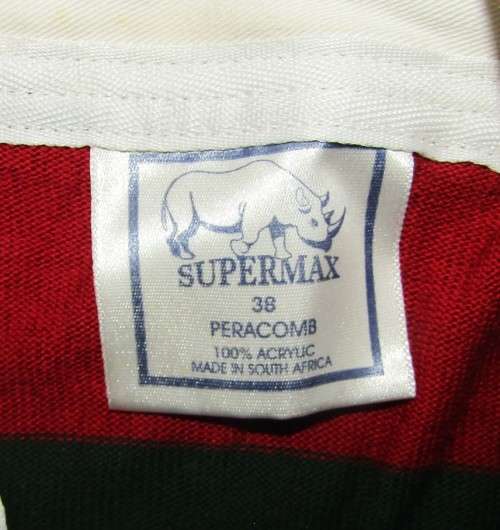 SUPERMAX
38
PERACOMB
100% ACRYLIC
MADE IN SOUTH AFRICA